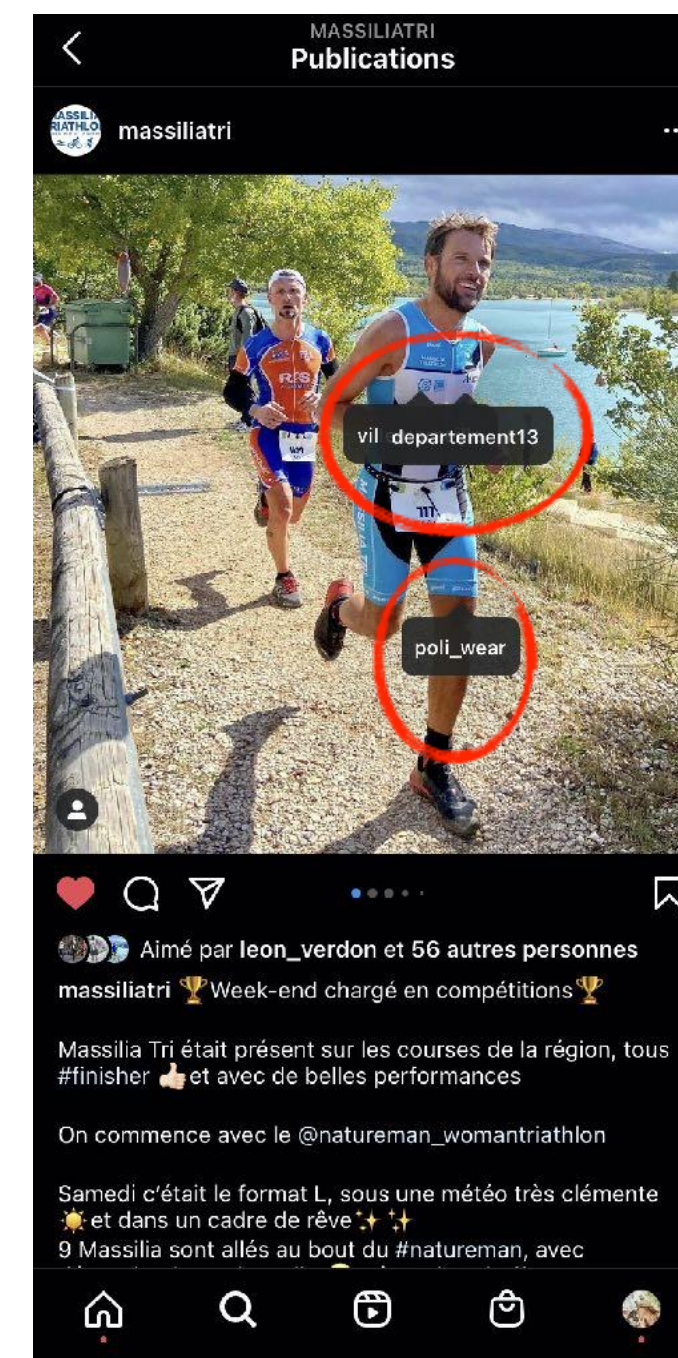 MASSILIATRI
Publications
massiliatri
vil departement13
poli_wear
Aimé par leon_verdon et 56 autres personnes
massiliatri 🏆Week-end chargé en compétitions🏆
Massilia Tri était présent sur les courses de la région, tous
#finisher 👍🏻et avec de belles performances
On commence avec le @natureman_womantriathlon
Samedi c’était le format L, sous une météo très clémente
☀️et dans un cadre de rêve✨✨
9 Massilia sont allés au bout du #natureman, avec